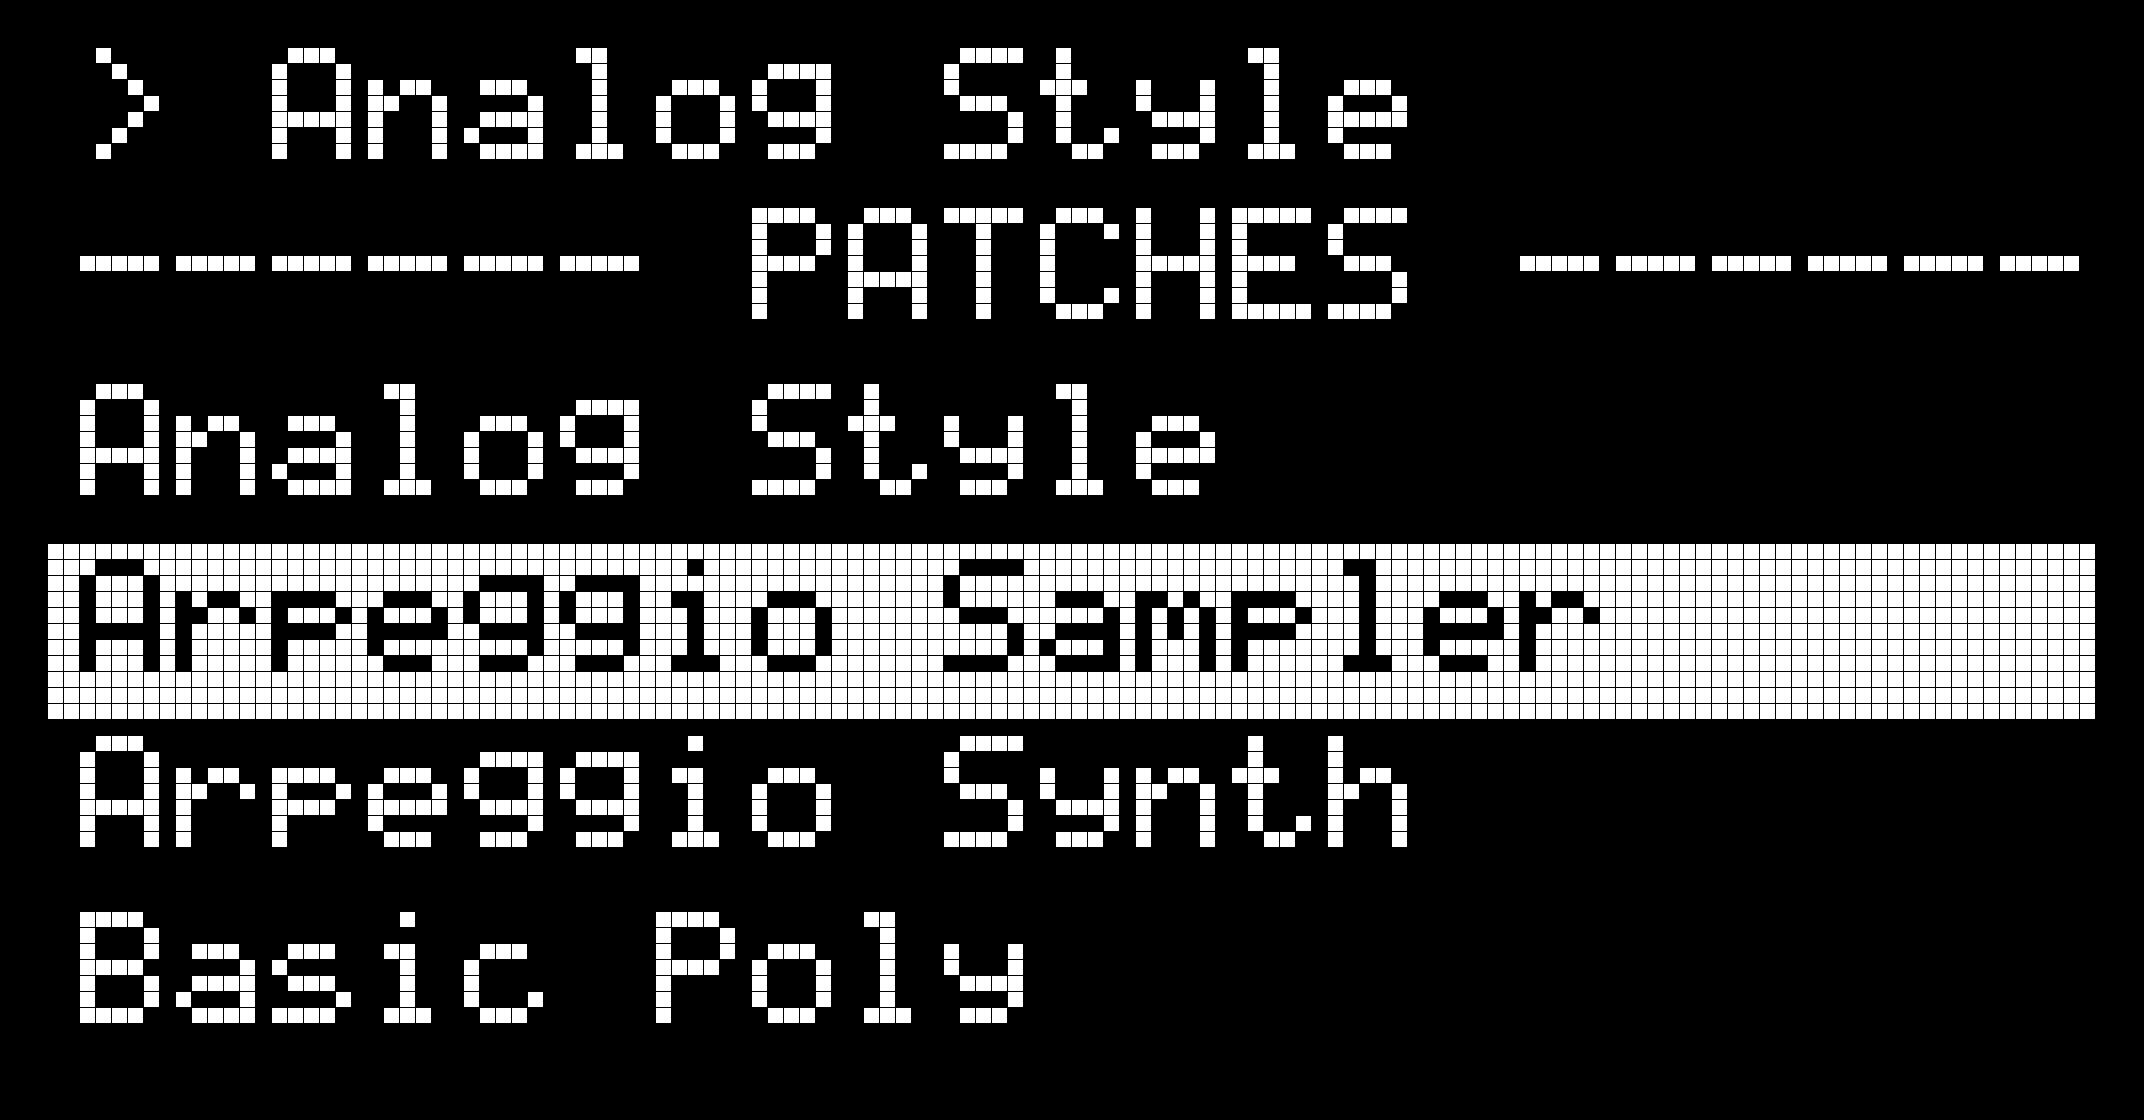 > Analog Style
------ PATCHES ------
Analog Style
Arpeggio Sampler
Arpeggio Synth
Basic Poly